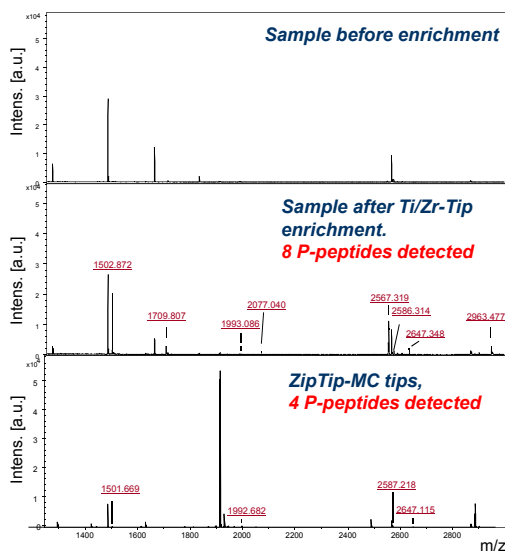 x10⁴
Intens. [a.u.]
5
4
3
2
1
0
Sample before enrichment
x10⁴
Intens. [a.u.]
5
4
3
2
1
0
Sample after Ti/Zr-Tip
enrichment.
8 P-peptides detected
1502.872
1709.807
1993.086
2077.040
2567.319
2586.314
2647.348
2963.477
x10⁴
Intens. [a.u.]
5
4
3
2
1
0
ZipTip-MC tips,
4 P-peptides detected
1501.669
1992.682
2587.218
2647.115
1400 1600 1800 2000 2200 2400 2600 2800
m/z